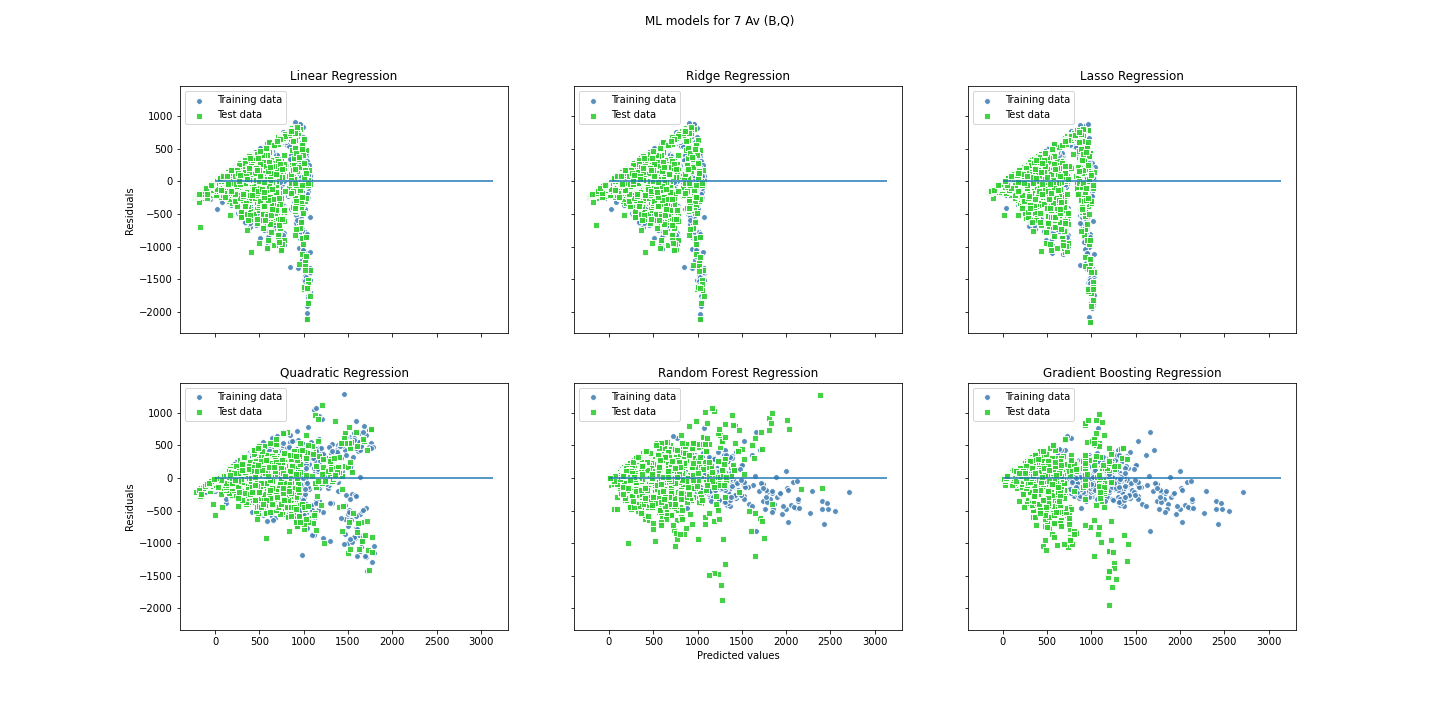 ML models for 7 Av (B,Q)
Linear Regression
Training data
Test data
1000
500
0
−500
−1000
−1500
−2000
Residuals
Ridge Regression
Training data
Test data
Lasso Regression
Training data
Test data
Quadratic Regression
Training data
Test data
1000
500
0
−500
−1000
−1500
−2000
Residuals
0 500 1000 1500 2000 2500 3000
Random Forest Regression
Training data
Test data
0 500 1000 1500 2000 2500 3000
Predicted values
Gradient Boosting Regression
Training data
Test data
0 500 1000 1500 2000 2500 3000